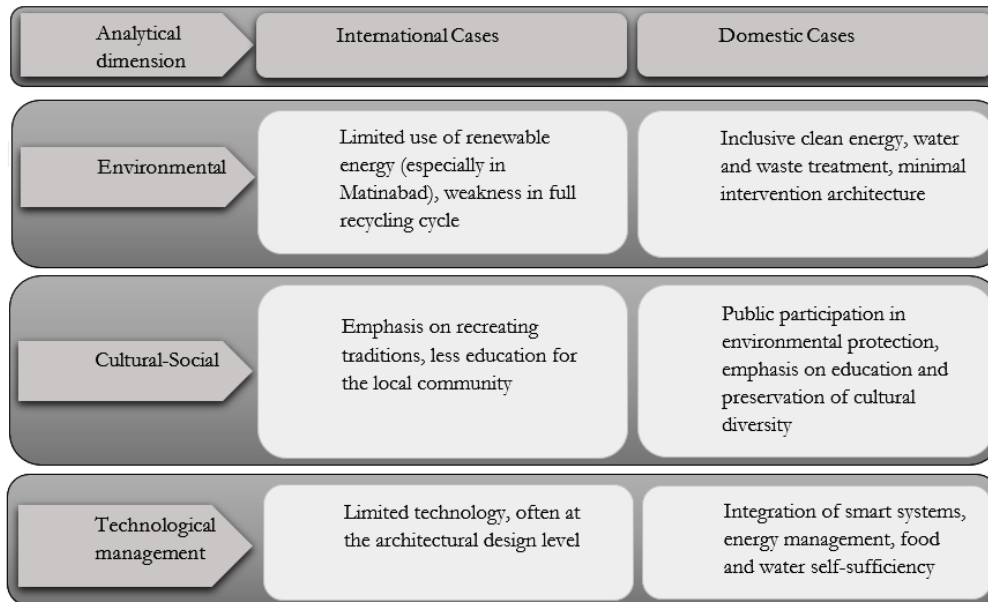 Analytical
dimension
International Cases
Domestic Cases
Environmental
Limited use of renewable
energy (especially in
Matinabad), weakness in full
recycling cycle
Inclusive clean energy, water
and waste treatment, minimal
intervention architecture
Cultural-Social
Emphasis on recreating
traditions, less education for
the local community
Public participation in
environmental protection,
emphasis on education and
preservation of cultural
diversity
Technological
management
Limited technology, often at
the architectural design level
Integration of smart systems,
energy management, food
and water self-sufficiency